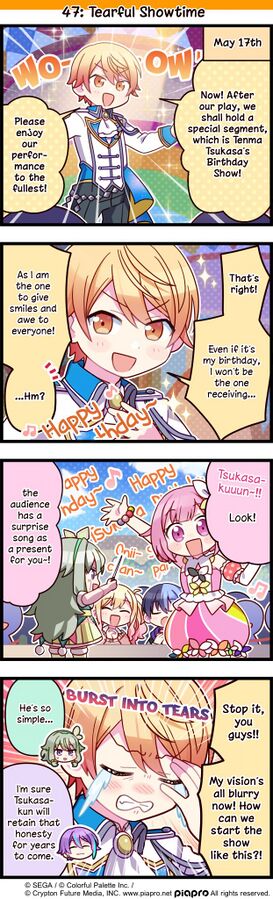 47: Tearful Showtime
May 17th
WO-
OW!
Now! After
our play, we
shall hold a
special segment,
which is Tenma
Tsukasa's
Birthday
Show!
Please
enjoy
our
perfor-
mance
to the
fullest!
That's
right!
As I am
the one
to give
smiles and
awe to
everyone!
Even if it's
my birthday,
I won't be
the one
receiving...
...Hm?
Happy
Tsukasa-
kuuun~!!
Look!
the
audience
has a
surprise
song as
a present
for you~!
Happy
BURST INTO TEARS
Stop it,
you
guys!!
He's so
simple...
My vision's
all blurry
now! How
can we
start the
show
like this?!
I'm sure
Tsukasa-
kun will
retain that
honesty
for years
to come.
© SEGA / © Colorful Palette Inc. /
© Crypton Future Media, INC. www.piapro.net piapro All rights reserved.